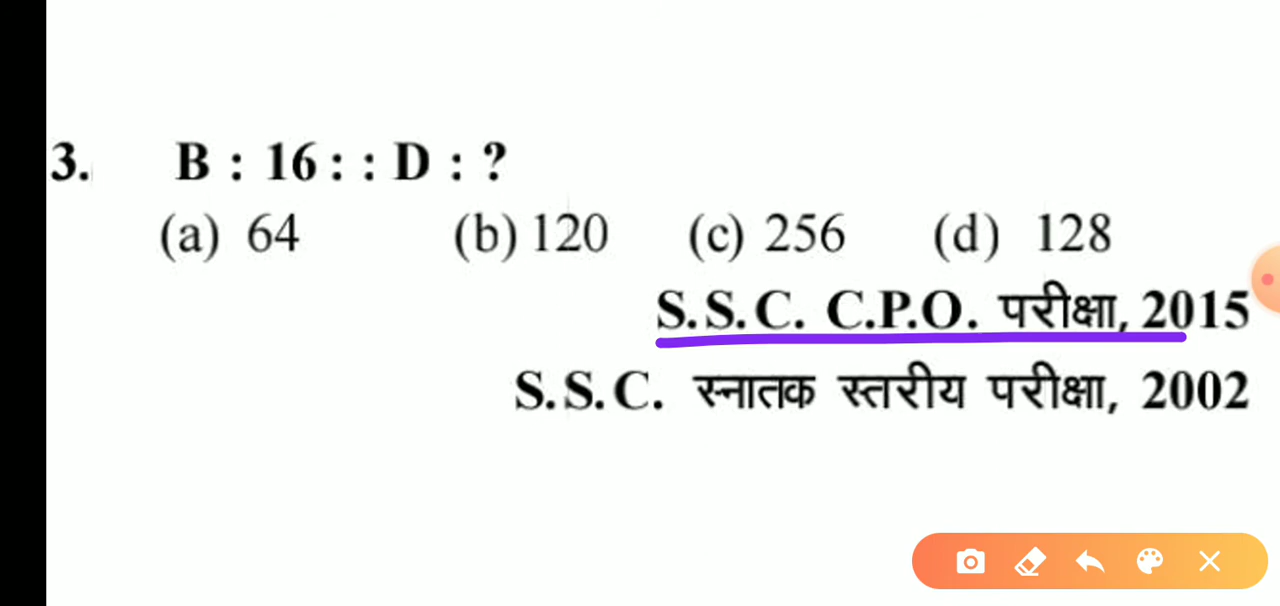 3. B : 16 : : D : ?
(a) 64 (b) 120 (c) 256 (d) 128
S.S.C. C.P.O. परीक्षा, 2015
S.S.C. स्नातक स्तरीय परीक्षा, 2002